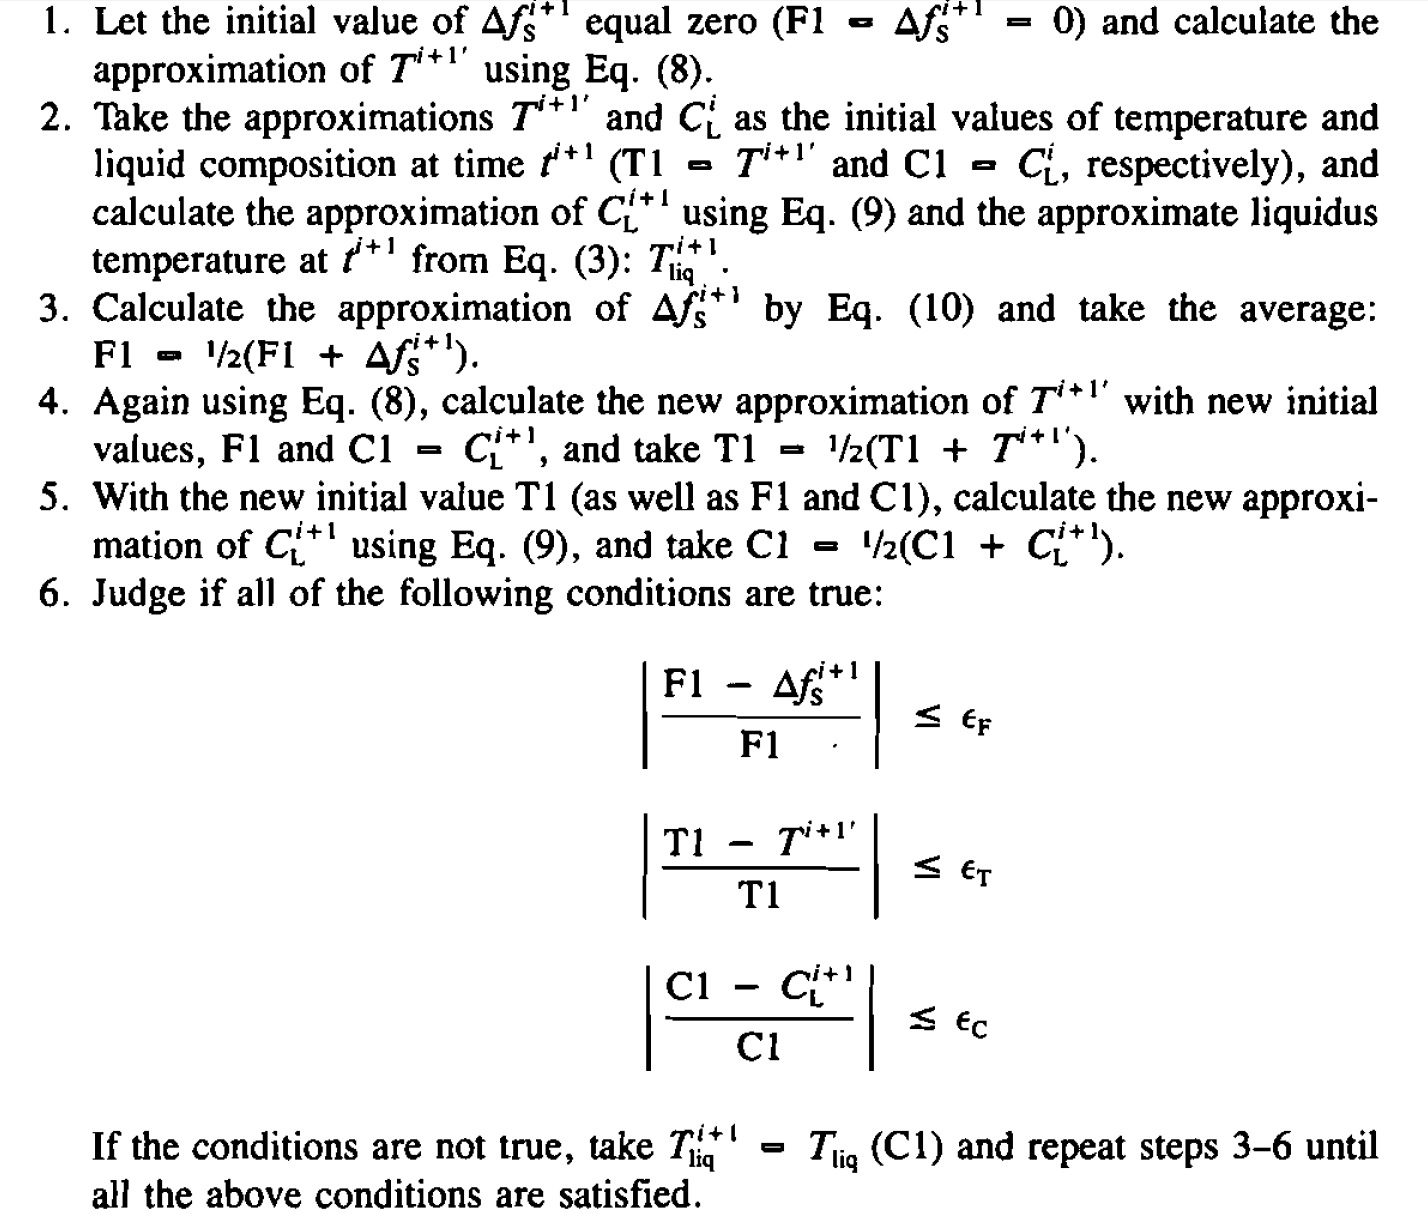 1. Let the initial value of Δf_S^{i+1} equal zero (F1 = Δf_S^{i+1} = 0) and calculate the
approximation of T^{i+1′} using Eq. (8).
2. Take the approximations T^{i+1′} and C_L^i as the initial values of temperature and
liquid composition at time t^{i+1} (T1 = T^{i+1′} and C1 = C_L^i, respectively), and
calculate the approximation of C_L^{i+1} using Eq. (9) and the approximate liquidus
temperature at t^{i+1} from Eq. (3): T_liq^{i+1}.
3. Calculate the approximation of Δf_S^{i+1} by Eq. (10) and take the average:
F1 = 1/2(F1 + Δf_S^{i+1}).
4. Again using Eq. (8), calculate the new approximation of T^{i+1′} with new initial
values, F1 and C1 = C_L^{i+1}, and take T1 = 1/2(T1 + T^{i+1′}).
5. With the new initial value T1 (as well as F1 and C1), calculate the new approxi-
mation of C_L^{i+1} using Eq. (9), and take C1 = 1/2(C1 + C_L^{i+1}).
6. Judge if all of the following conditions are true:
|(F1 − Δf_S^{i+1}) / F1| ≤ ϵ_F
|(T1 − T^{i+1′}) / T1| ≤ ϵ_T
|(C1 − C_L^{i+1}) / C1| ≤ ϵ_C
If the conditions are not true, take T_liq^{i+1} = T_liq (C1) and repeat steps 3–6 until
all the above conditions are satisfied.